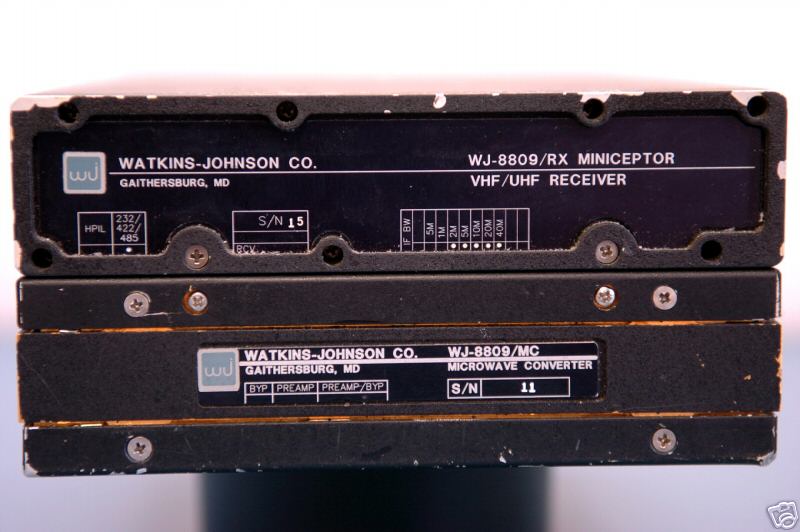 WJ
WATKINS-JOHNSON CO.
GAITHERSBURG, MD
WJ-8809/RX MINICEPTOR
VHF/UHF RECEIVER
HPIL
232/
422/
485
S/N 15
RCV
IF BW
.5M
1M
2M
5M
10M
20M
40M
WJ
WATKINS-JOHNSON CO.
GAITHERSBURG, MD
WJ-8809/MC
MICROWAVE CONVERTER
BYP PREAMP PREAMP/BYP
S/N 11